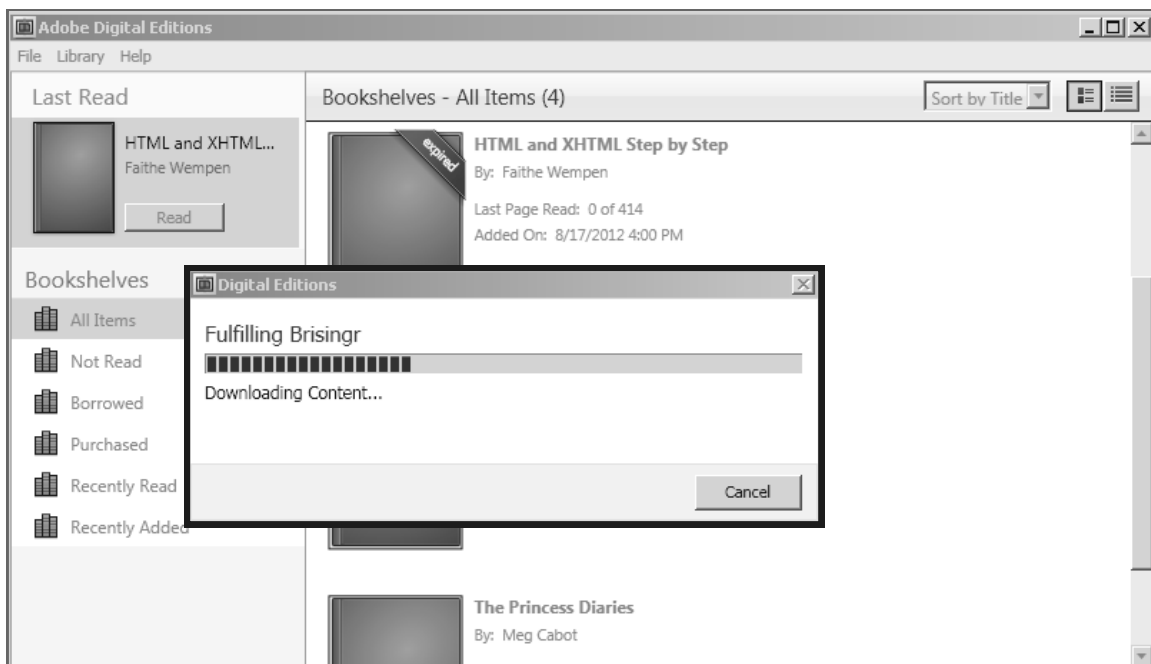 Adobe Digital Editions
File Library Help
Last Read
HTML and XHTML...
Faithe Wempen
Read
Bookshelves
All Items
Not Read
Borrowed
Purchased
Recently Read
Recently Added
Bookshelves - All Items (4)
Sort by Title
expired
HTML and XHTML Step by Step
By: Faithe Wempen
Last Page Read: 0 of 414
Added On: 8/17/2012 4:00 PM
Digital Editions
Fulfilling Brisingr
Downloading Content...
Cancel
The Princess Diaries
By: Meg Cabot